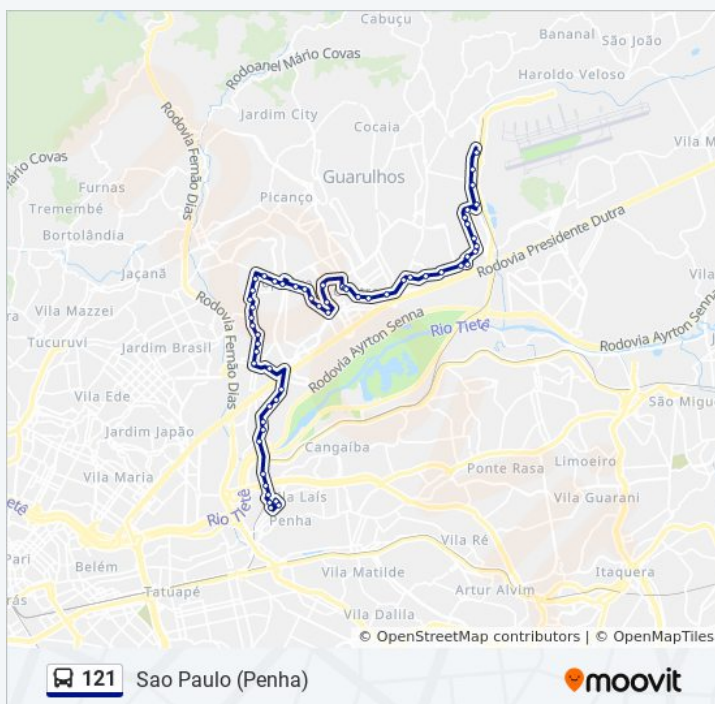 Cabuçu
Bananal
São João
Rodoanel Mário Covas
Haroldo Veloso
Jardim City
Rodovia Fernão Dias
Cocaia
Vila M
Mário Covas
Guarulhos
Furnas
Picanço
Tremembé
Bortolândia
Rodovia Presidente Dutra
Jaçanã
Vila Mazzei
Rodovia Fernão Dias
Rodovia Ayrton Senna
Rio Tietê
Rodovia Ayrton Senna
Tucuruvi
Jardim Brasil
Vila Ede
São Migu
Jardim Japão
Cangaíba
Limoeiro
Vila Maria
Ponte Rasa
Rio Tietê
la Laís
Vila Guarani
Penha
Pari
Vila Ré
Belém
Itaquera
Vila Matilde
Tatuapé
Artur Alvim
Vila Dalila
© OpenStreetMap contributors | © OpenMapTiles
121 Sao Paulo (Penha)
moovit